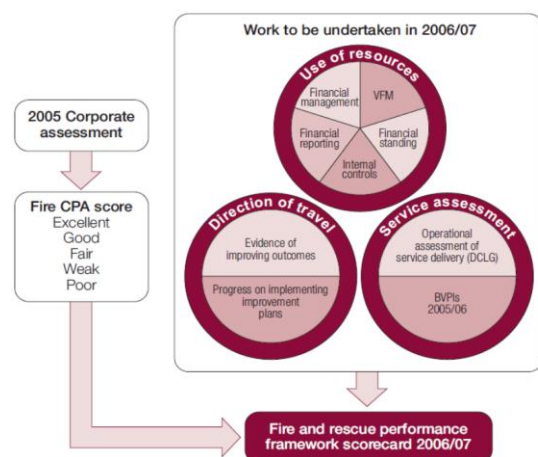 Work to be undertaken in 2006/07
Use of resources
Financial
management
VFM
Financial
reporting
Financial
standing
Internal
controls
2005 Corporate
assessment
Fire CPA score
Excellent
Good
Fair
Weak
Poor
Direction of travel
Evidence of
improving outcomes
Progress on implementing
improvement
plans
Service assessment
Operational
assessment of
service delivery (DCLG)
BVPIs
2005/06
Fire and rescue performance
framework scorecard 2006/07